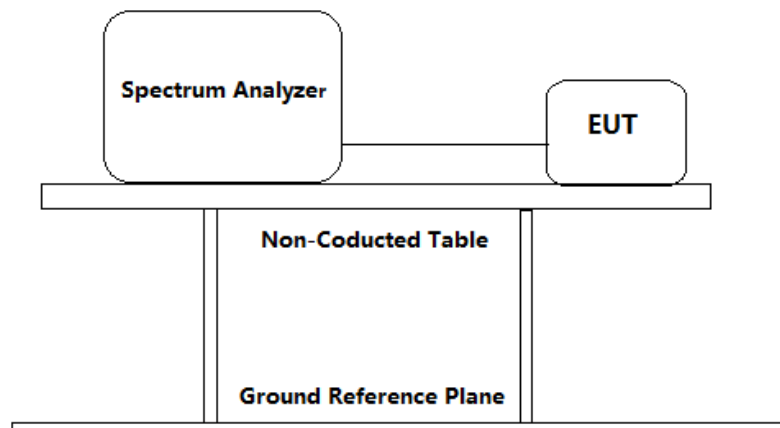 Spectrum Analyzer
EUT
Non-Coducted Table
Ground Reference Plane